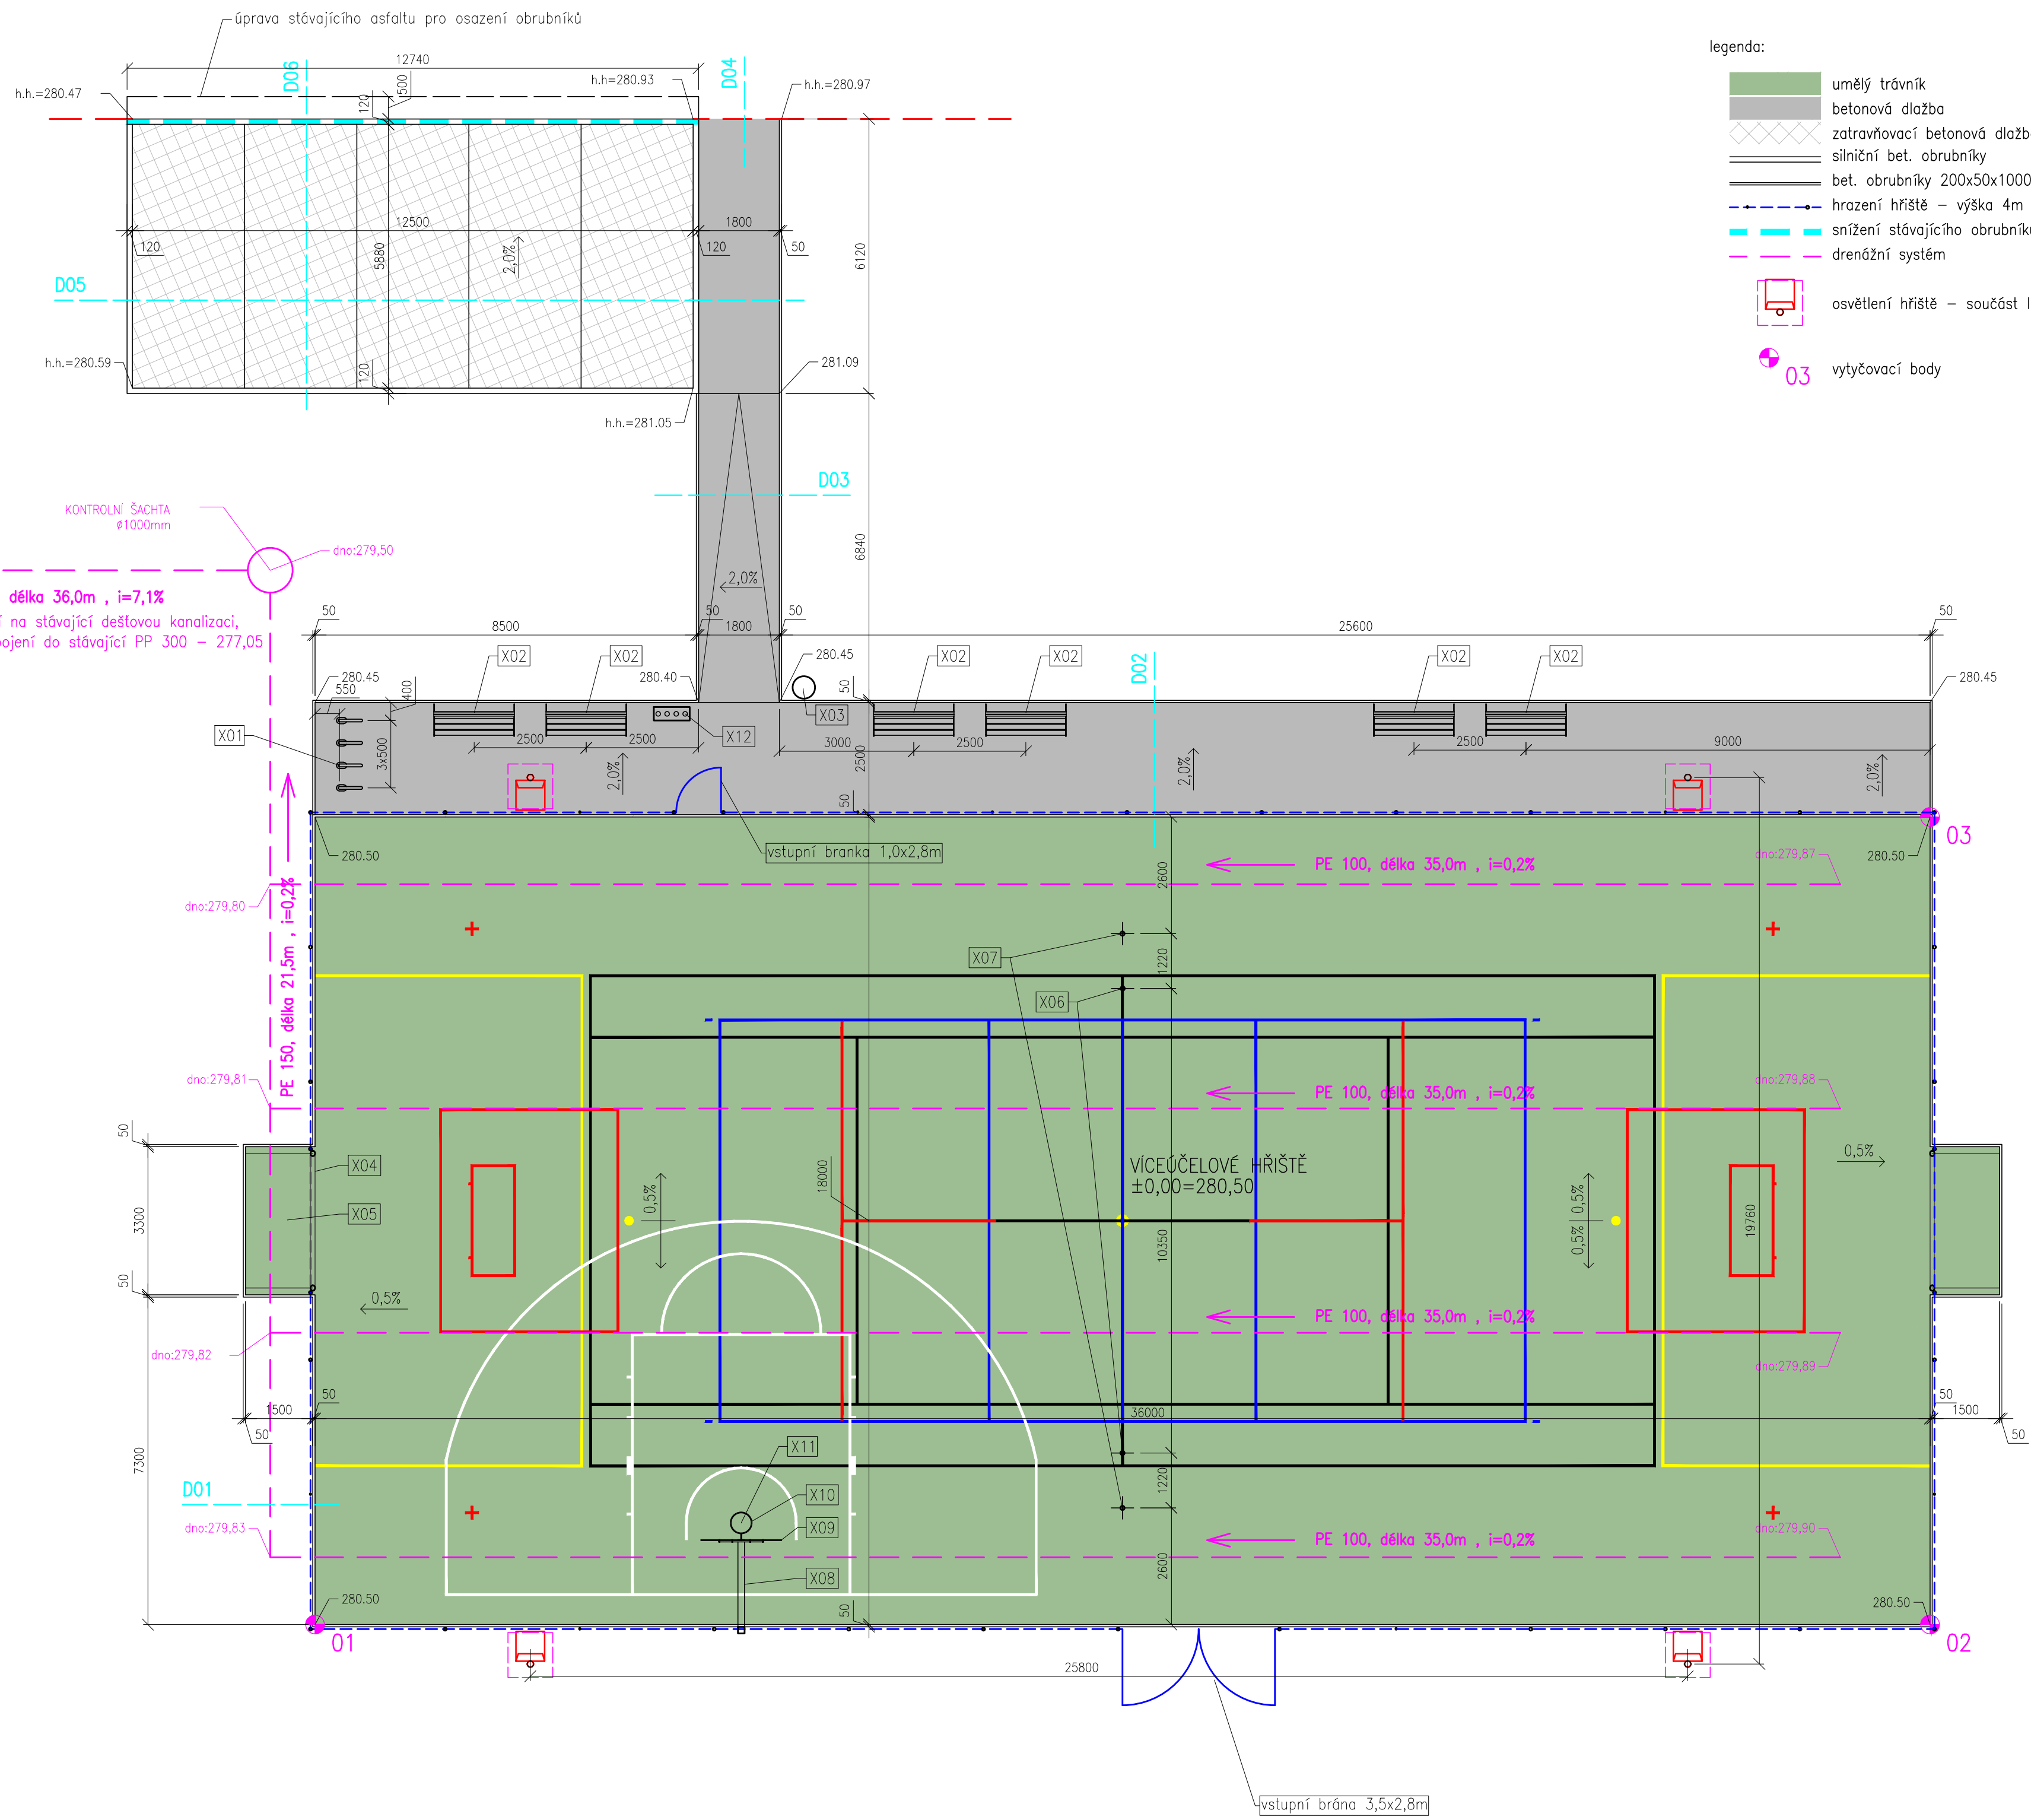 úprava stávajícího asfaltu pro osazení obrubníků
12740
D06
D04
500
120
h.h=280.93
h.h.=280.97
h.h.=280.47
12500
1800
120
120
50
5880
2,0%
6120
D05
h.h.=280.59
120
281.09
h.h.=281.05
D03
KONTROLNÍ ŠACHTA
ø1000mm
dno:279,50
6840
2,0%
délka 36,0m , i=7,1%
na stávající dešťovou kanalizaci,
pojení do stávající PP 300 – 277,05
legenda:
umělý trávník
betonová dlažba
zatravňovací betonová
silniční bet. obrubníky
bet. obrubníky 200x50x1000
hrazení hřiště – výška 4m
snížení stávajícího
drenážní systém
osvětlení hřiště – součást
03 vytyčovací body
50
8500
50
1800
50
25600
50
X02
X02
X02
X02
X02
X02
D02
280.45
550
400
280.40
280.45
50
280.45
X01
X12
X03
3x500
2500
2500
3000
2500
2500
9000
2,0%
2500
2,0%
2,0%
50
vstupní branka 1,0x2,8m
280.50
280.50
03
PE 100, délka 35,0m , i=0,2%
dno:279,87
dno:279,80
2600
PE 150, délka 21,5m , i=0,2%
X07
1220
X06
dno:279,81
PE 100, délka 35,0m , i=0,2%
dno:279,88
50
X04
X05
3300
50
0,5%
18000
VÍCEÚČELOVÉ HŘIŠTĚ
±0,00=280,50
10350
0,5%
0,5%
0,5%
19760
0,5%
PE 100, délka 35,0m , i=0,2%
dno:279,82
dno:279,89
50
1500
50
36000
50
1500
50
7300
X11
D01
X10
1220
X09
dno:279,83
PE 100, délka 35,0m , i=0,2%
dno:279,90
X08
2600
50
280.50
280.50
01
02
25800
vstupní brána 3,5x2,8m